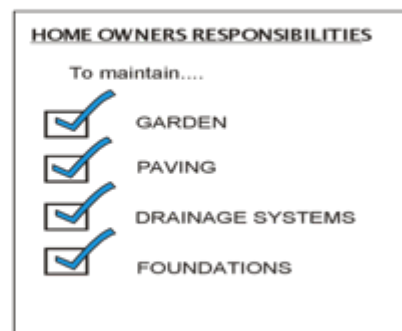 HOME OWNERS RESPONSIBILITIES
To maintain....
GARDEN
PAVING
DRAINAGE SYSTEMS
FOUNDATIONS